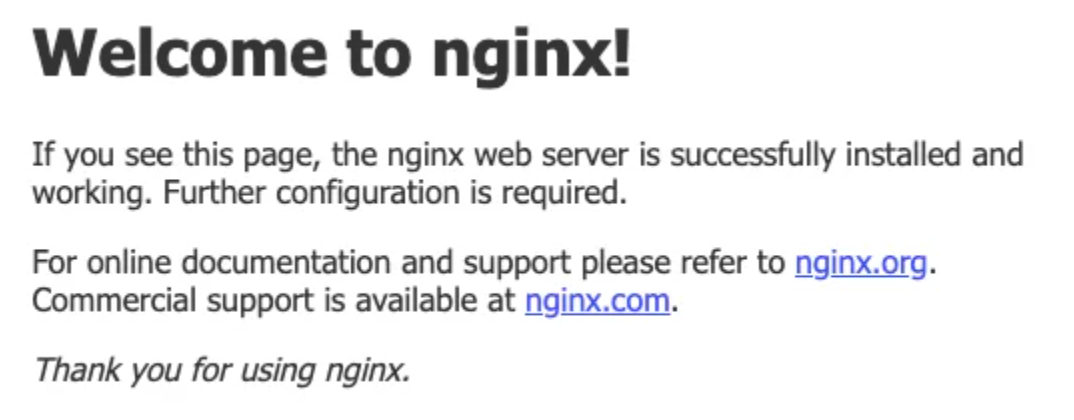 Welcome to nginx!
If you see this page, the nginx web server is successfully installed and
working. Further configuration is required.
For online documentation and support please refer to nginx.org.
Commercial support is available at nginx.com.
Thank you for using nginx.